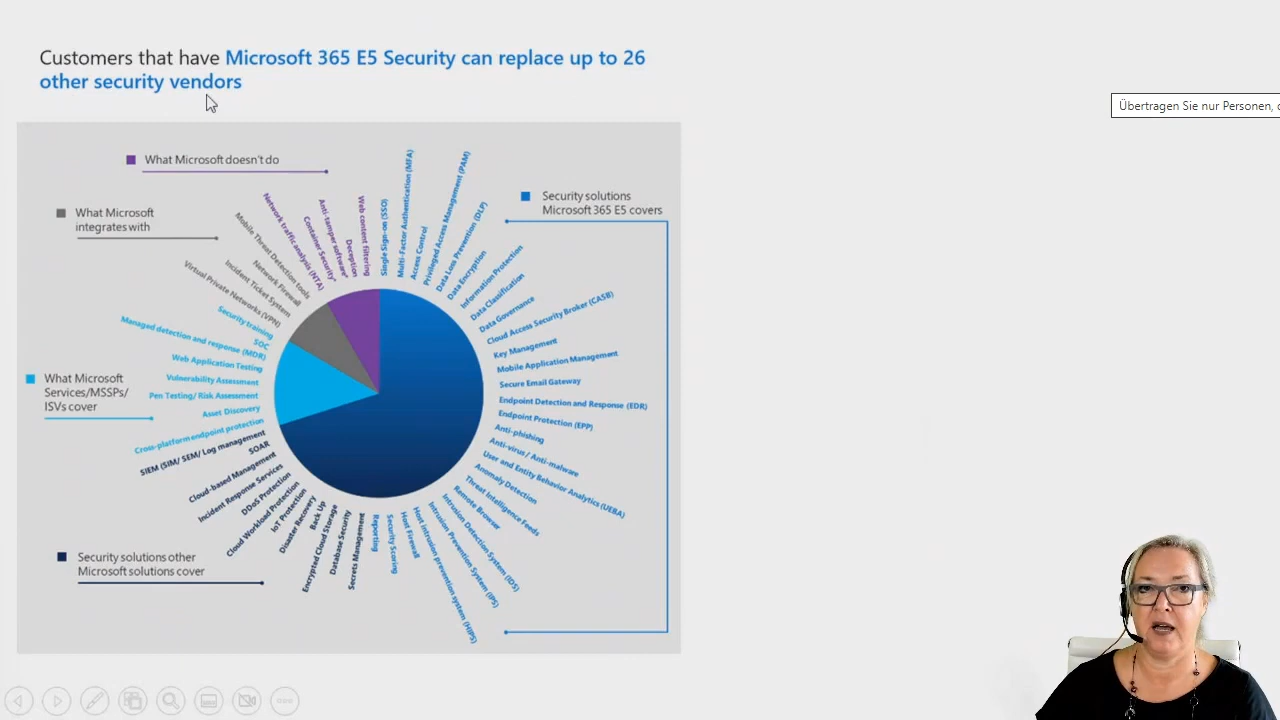 Customers that have Microsoft 365 E5 Security can replace up to 26
other security vendors
Übertragen Sie nur Personen,
What Microsoft doesn't do
What Microsoft
integrates with
What Microsoft
Services/MSSPs/
ISVs cover
Security solutions other
Microsoft solutions cover
Security solutions
Microsoft 365 E5 covers
Single Sign-on (SSO)
Multi-Factor Authentication (MFA)
Access Control
Privileged Access Management (PAM)
Data Loss Prevention (DLP)
Data Encryption
Information Protection
Data Classification
Data Governance
Cloud Access Security Broker (CASB)
Key Management
Mobile Application Management
Secure Email Gateway
Endpoint Detection and Response (EDR)
Endpoint Protection (EPP)
Anti-phishing
Anti-virus / Anti-malware
User and Entity Behavior Analytics (UEBA)
Anomaly Detection
Threat Intelligence Feeds
Remote Browser
Intrusion Detection System (IDS)
Intrusion Prevention System (IPS)
Host intrusion prevention system (HIPS)
Host Firewall
Security Scoring
Reporting
Secrets Management
Database Security
Encrypted Cloud Storage
Back Up
Disaster Recovery
IoT Protection
Cloud Workload Protection
DDoS Protection
Incident Response Services
Cloud-based Management
SOAR
SIEM (SIM/ SEM/ Log management
Cross-platform endpoint protection
Asset Discovery
Pen Testing/ Risk Assessment
Vulnerability Assessment
Web Application Testing
Managed detection and response (MDR)
SOC
Security training
Virtual Private Networks (VPN)
Incident Ticket System
Network Firewall
Mobile Threat Detection tools
Network traffic analysis (NTA)
Container Security*
Anti-tamper software*
Deception
Web content filtering